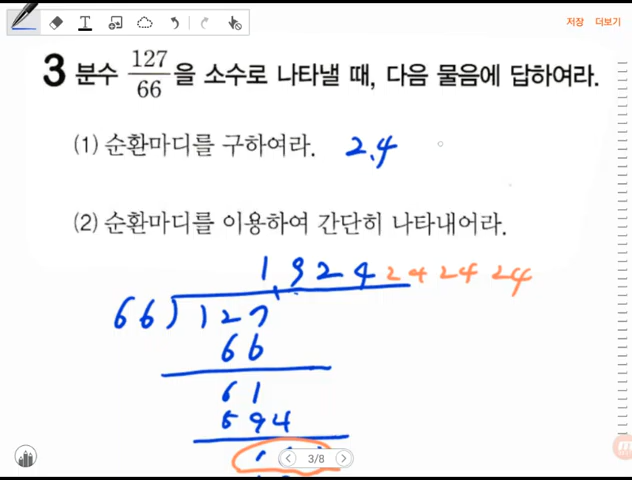 저장 더보기
3 분수 127/66 을 소수로 나타낼 때, 다음 물음에 답하여라.
(1) 순환마디를 구하여라. 2.4
(2) 순환마디를 이용하여 간단히 나타내어라.
1 9 2 4 24 24 24
66) 127
66
61
594
3/8